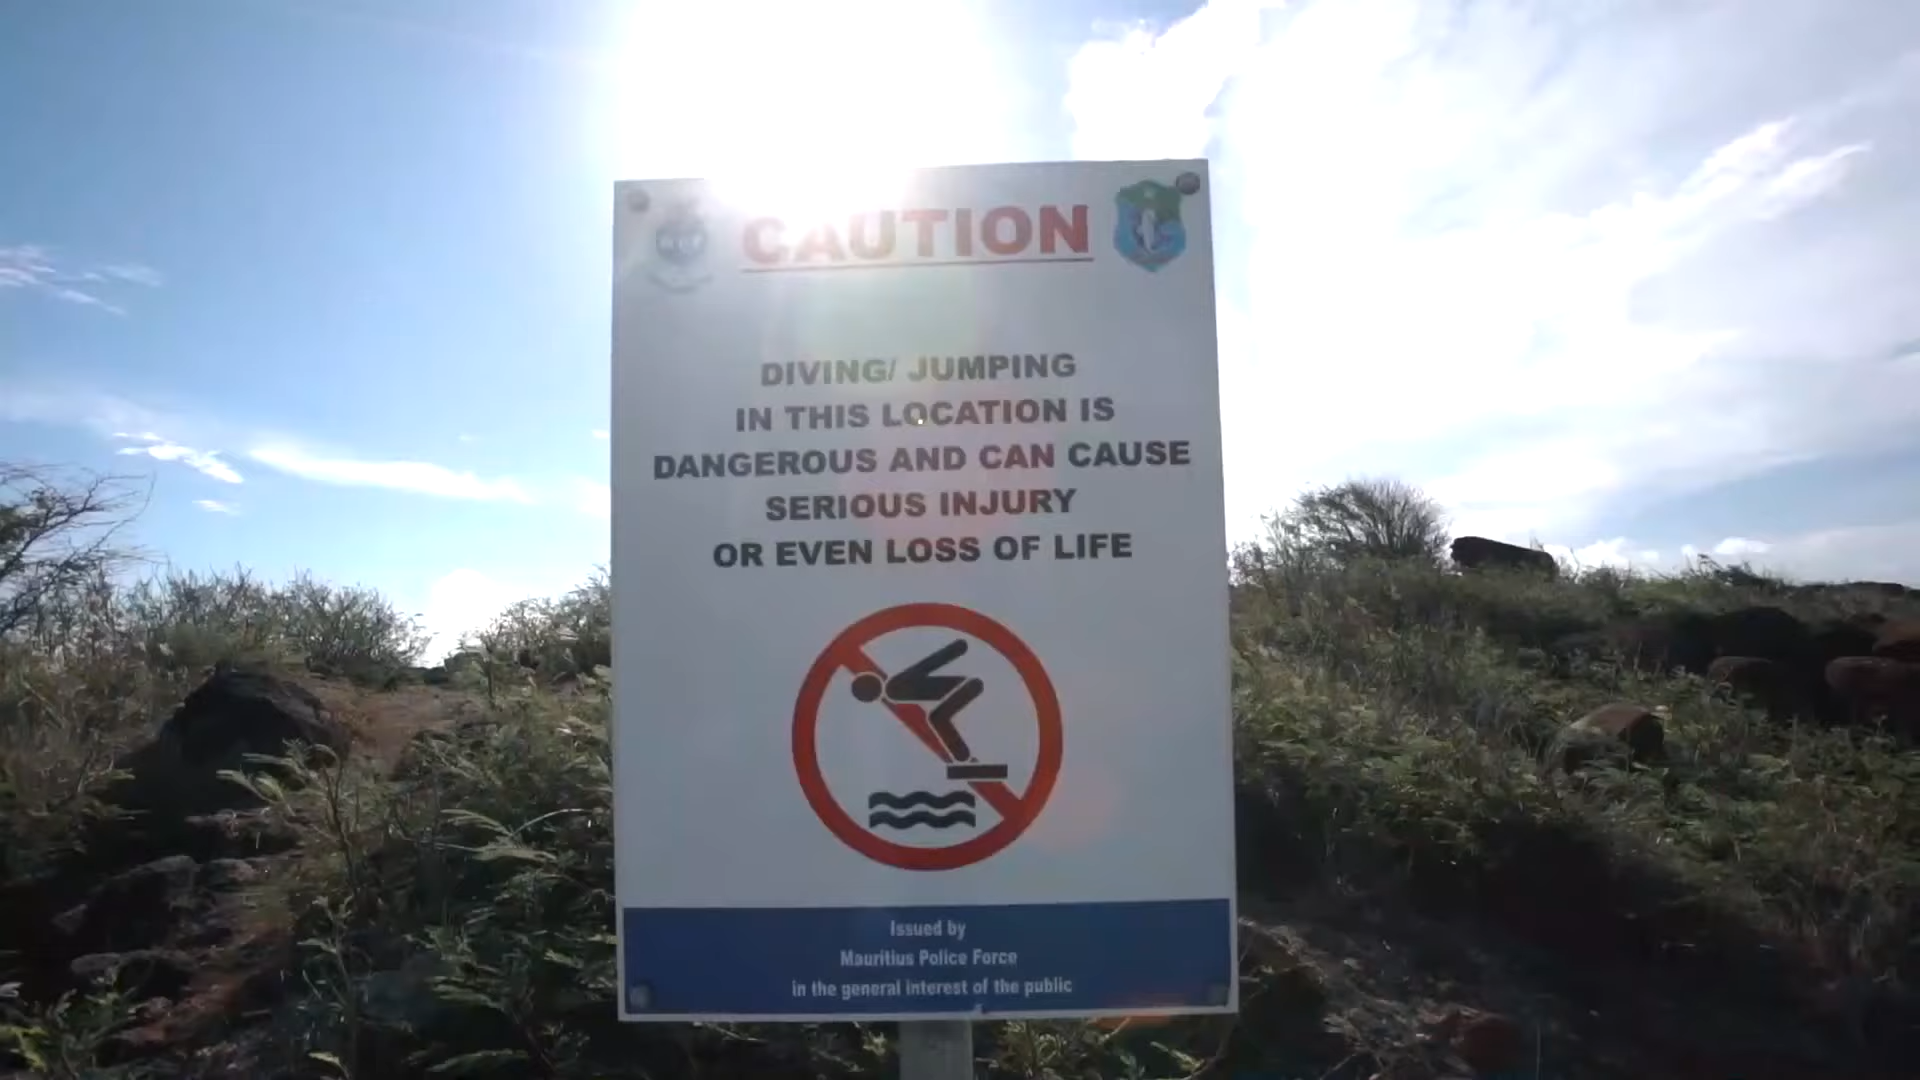 CAUTION
DIVING/ JUMPING
IN THIS LOCATION IS
DANGEROUS AND CAN CAUSE
SERIOUS INJURY
OR EVEN LOSS OF LIFE
Issued by
Mauritius Police Force
in the general interest of the public